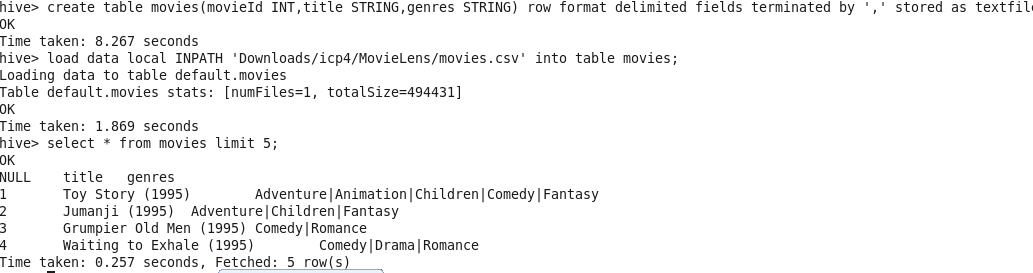 hive> create table movies(movieId INT,title STRING,genres STRING) row format delimited fields terminated by ',' stored as textfil
OK
Time taken: 8.267 seconds
hive> load data local INPATH 'Downloads/icp4/MovieLens/movies.csv' into table movies;
Loading data to table default.movies
Table default.movies stats: [numFiles=1, totalSize=494431]
OK
Time taken: 1.869 seconds
hive> select * from movies limit 5;
OK
NULL    title   genres
1       Toy Story (1995)        Adventure|Animation|Children|Comedy|Fantasy
2       Jumanji (1995)  Adventure|Children|Fantasy
3       Grumpier Old Men (1995) Comedy|Romance
4       Waiting to Exhale (1995)        Comedy|Drama|Romance
Time taken: 0.257 seconds, Fetched: 5 row(s)